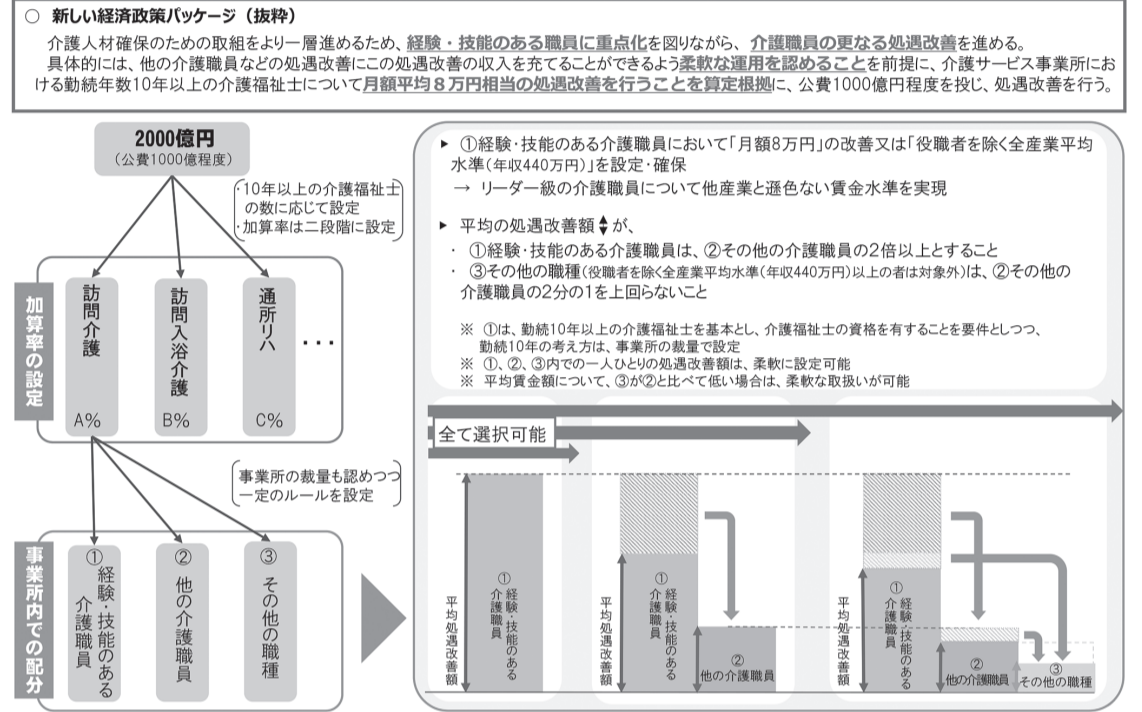 ○ 新しい経済政策パッケージ（抜粋）
介護人材確保のための取組をより一層進めるため、経験・技能のある職員に重点化を図りながら、介護職員の更なる処遇改善を進める。
具体的には、他の介護職員などの処遇改善にこの処遇改善の収入を充てることができるよう柔軟な運用を認めることを前提に、介護サービス事業所にお
ける勤続年数10年以上の介護福祉士について月額平均８万円相当の処遇改善を行うことを算定根拠に、公費1000億円程度を投じ、処遇改善を行う。
2000億円
（公費1000億程度）
・10年以上の介護福祉士
の数に応じて設定
・加算率は二段階に設定
加算率の設定
訪問介護
A%
訪問入浴介護
B%
通所リハ
C%
・・・
事業所の裁量も認めつつ
一定のルールを設定
事業所内での配分
①
経験・技能のある
介護職員
②
他の介護職員
③
その他の職種
▶ ①経験・技能のある介護職員において「月額8万円」の改善又は「役職者を除く全産業平均
水準（年収440万円）」を設定・確保
→ リーダー級の介護職員について他産業と遜色ない賃金水準を実現
▶ 平均の処遇改善額が、
・ ①経験・技能のある介護職員は、②その他の介護職員の2倍以上とすること
・ ③その他の職種（役職者を除く全産業平均水準（年収440万円）以上の者は対象外）は、②その他の
介護職員の2分の1を上回らないこと
※ ①は、勤続10年以上の介護福祉士を基本とし、介護福祉士の資格を有することを要件としつつ、
勤続10年の考え方は、事業所の裁量で設定
※ ①、②、③内での一人ひとりの処遇改善額は、柔軟に設定可能
※ 平均賃金額について、③が②と比べて低い場合は、柔軟な取扱いが可能
全て選択可能
平均処遇改善額
①
経験・技能のある
介護職員
平均処遇改善額
①
経験・技能のある
介護職員
②
他の介護職員
平均処遇改善額
①
経験・技能のある
介護職員
②
他の介護職員
③
その他の職種